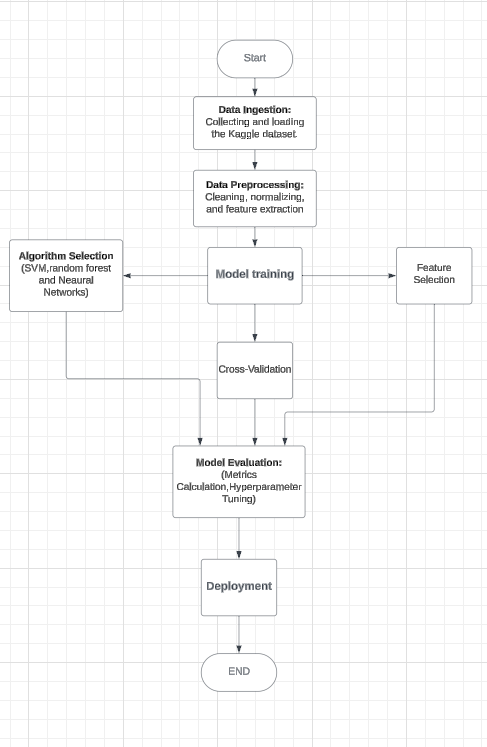 Start
Data Ingestion:
Collecting and loading
the Kaggle dataset.
Data Preprocessing:
Cleaning, normalizing,
and feature extraction
Algorithm Selection
(SVM,random forest
and Neaural
Networks)
Model training
Feature
Selection
Cross-Validation
Model Evaluation:
(Metrics
Calculation,Hyperparameter
Tuning)
Deployment
END